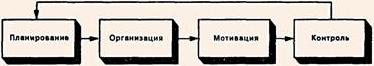 Планирование
Организация
Мотивация
Контроль